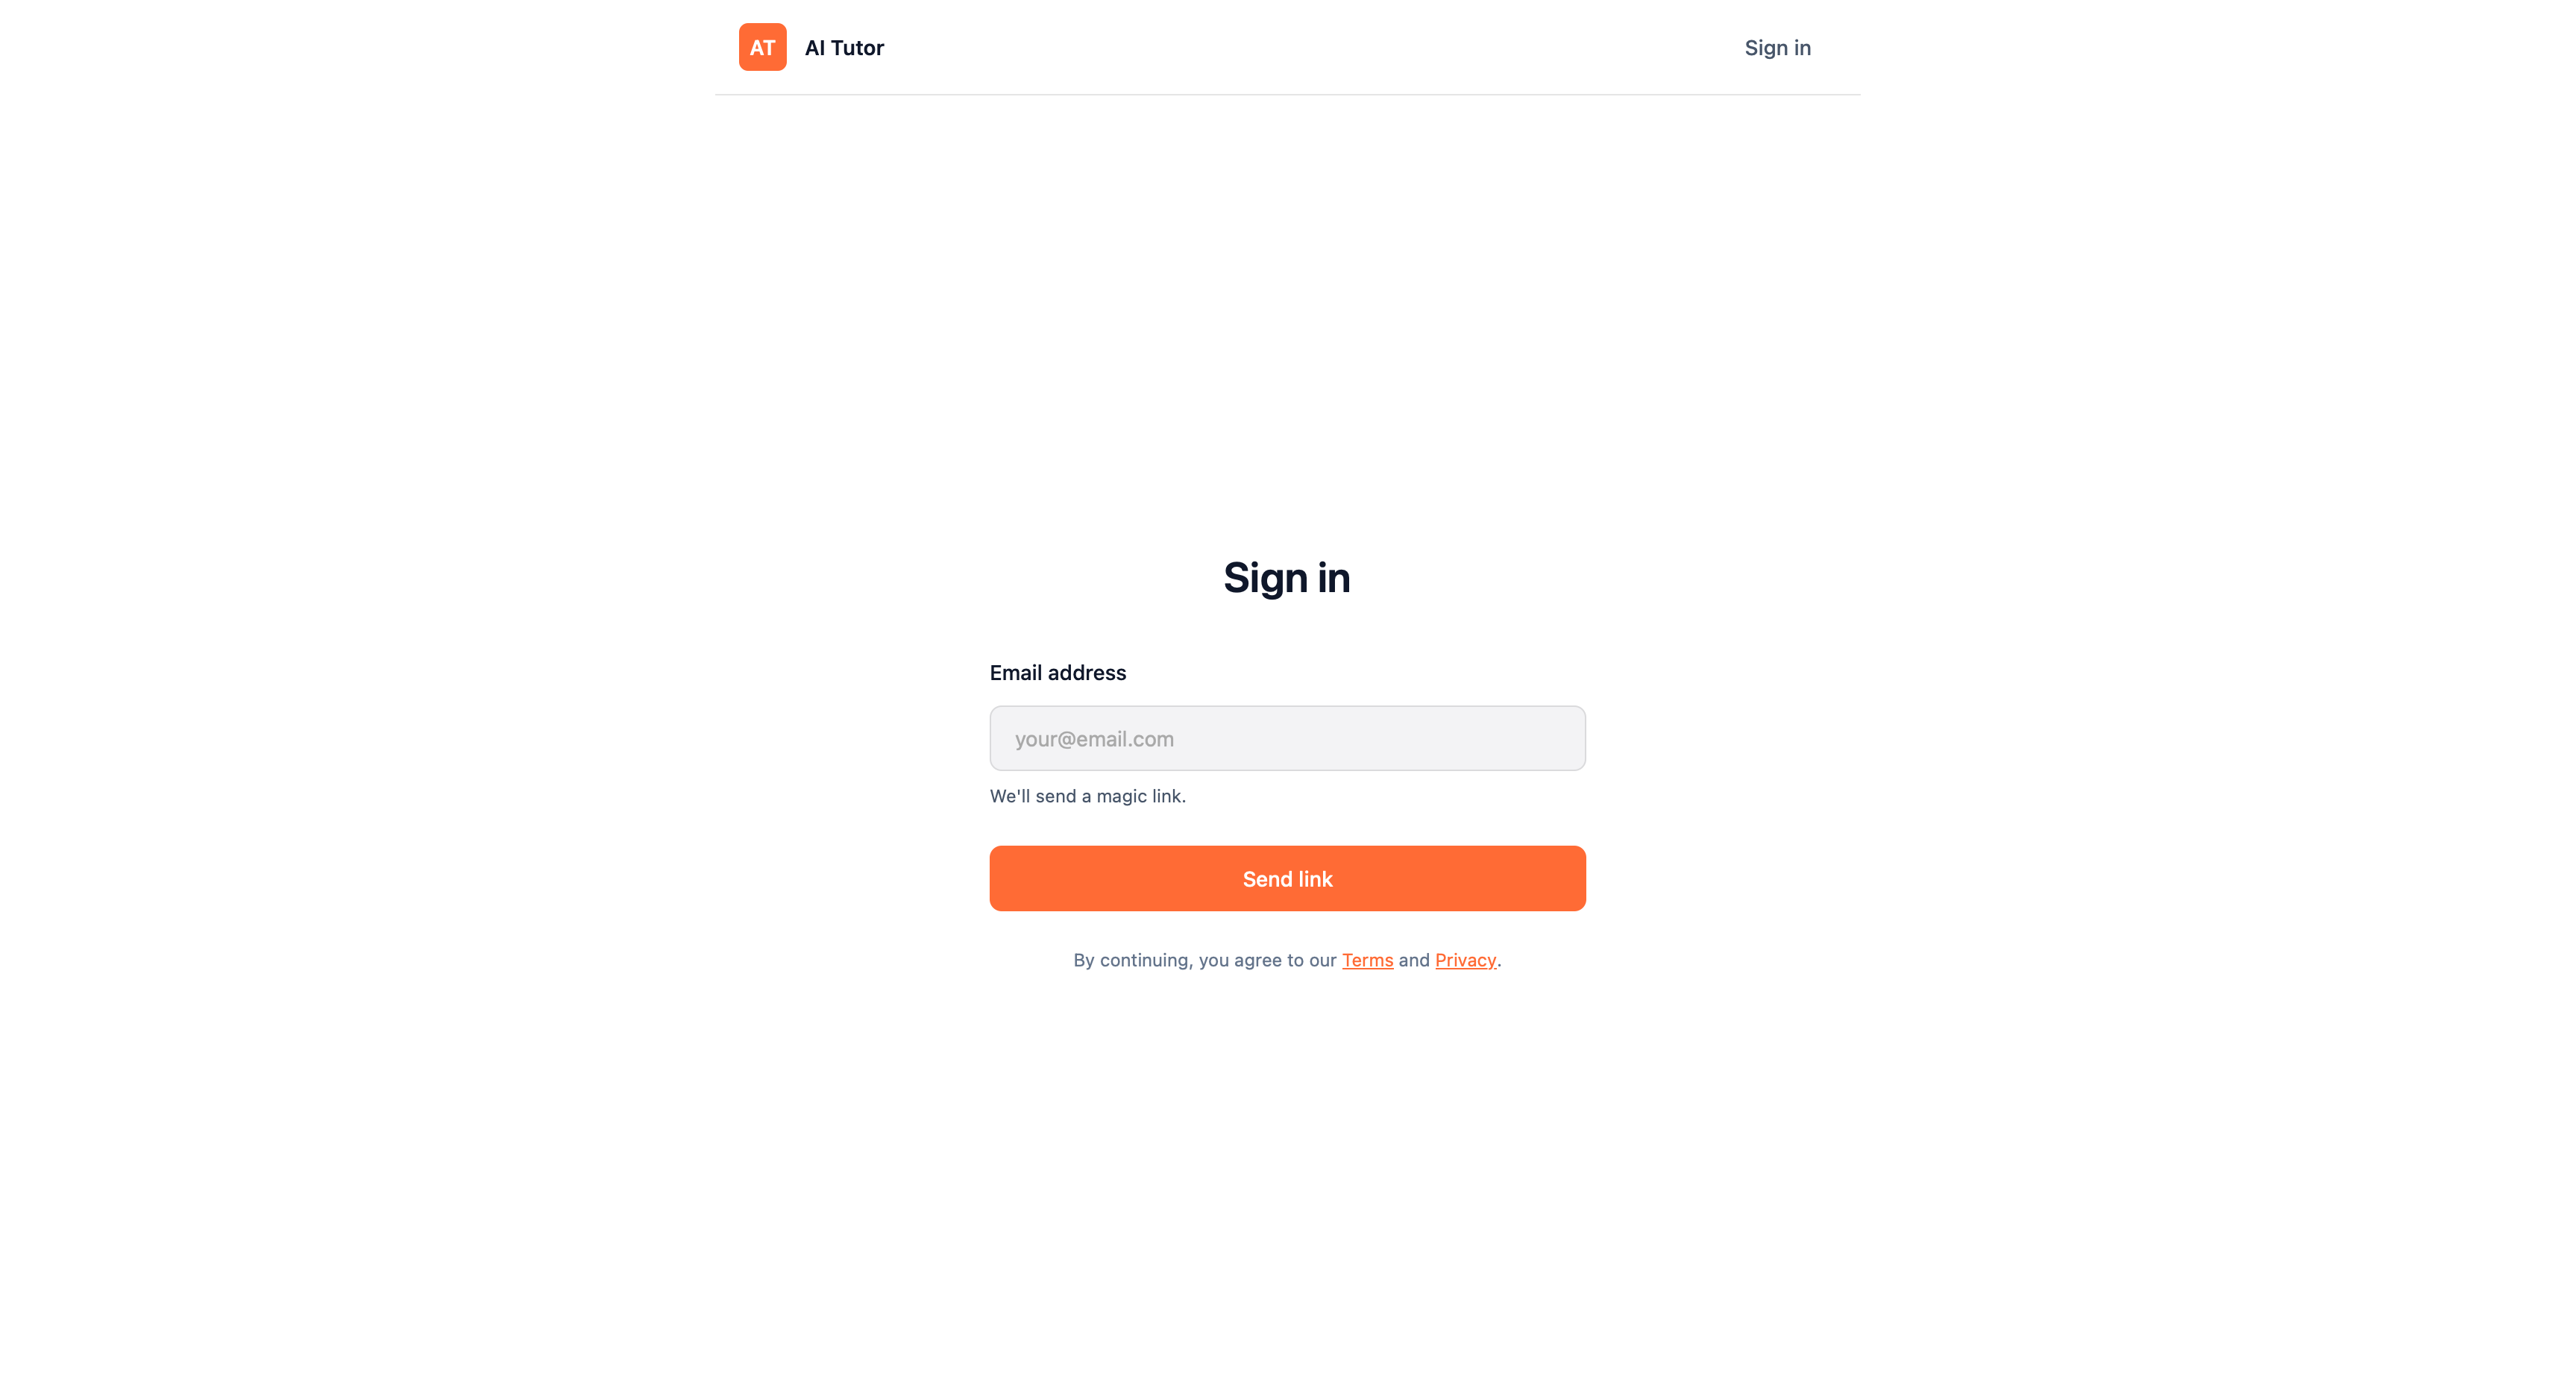 AT AI Tutor Sign in
Sign in
Email address
your@email.com
We'll send a magic link.
Send link
By continuing, you agree to our Terms and Privacy.